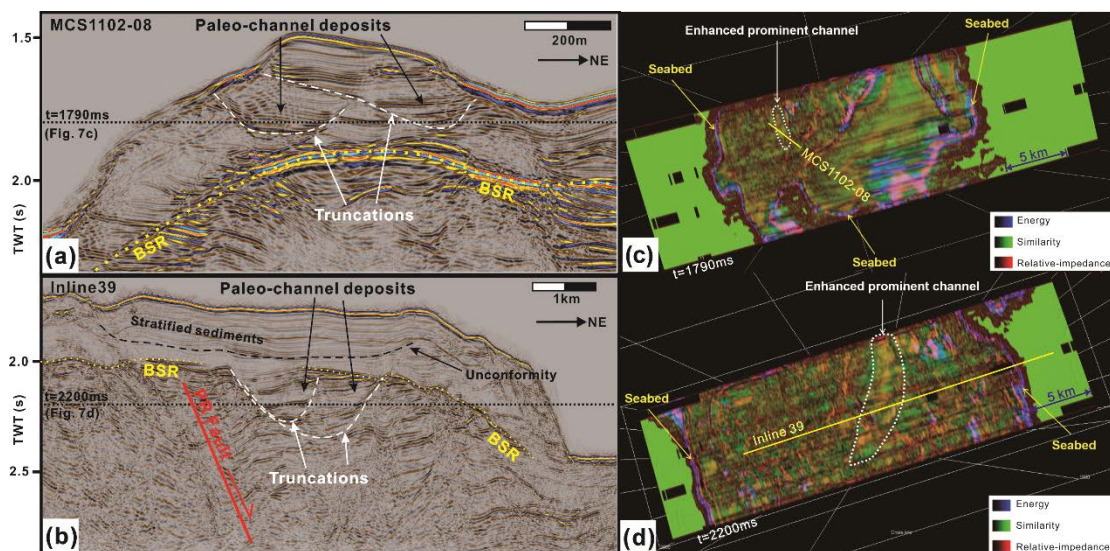 MCS1102-08
Paleo-channel deposits
200m
NE
1.5
t=1790ms
(Fig. 7c)
2.0
TWT (s)
BSR
BSR
Truncations
(a)
Inline39
Paleo-channel deposits
1km
NE
Stratified sediments
Unconformity
2.0
BSR
t=2200ms
(Fig. 7d)
BSR
TWT (s)
2.5
Truncations
(b)
Enhanced prominent channel
Seabed
Seabed
MCS1102-08
5 km
Seabed
t=1790ms
(c)
Energy
Similarity
Relative-impedance
Enhanced prominent channel
Seabed
5 km
Inline 39
Seabed
t=2200ms
(d)
Energy
Similarity
Relative-impedance